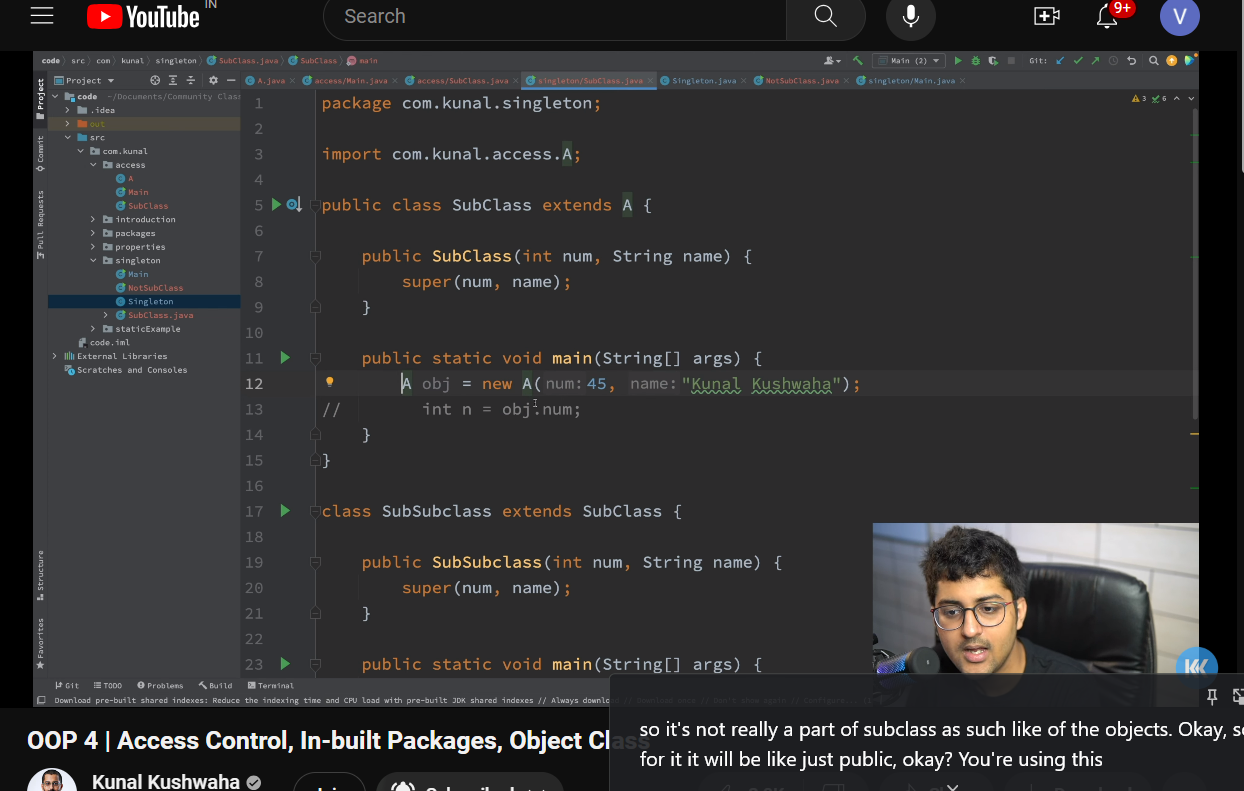 YouTube IN
Search
9+
V
code src com kunal singleton SubClass.java SubClass main
Main (2)
Git:
Project
A.java access/Main.java access/SubClass.java singleton/SubClass.java Singleton.java NotSubClass.java singleton/Main.java
Project
Commit
Pull Requests
Structure
Favorites
code ~/Documents/Community Class
.idea
out
src
com.kunal
access
A
Main
SubClass
introduction
packages
properties
singleton
Main
NotSubClass
Singleton
SubClass.java
staticExample
code.iml
External Libraries
Scratches and Consoles
3 6
1 package com.kunal.singleton;
2
3 import com.kunal.access.A;
4
5 public class SubClass extends A {
6
7 public SubClass(int num, String name) {
8 super(num, name);
9 }
10
11 public static void main(String[] args) {
12 A obj = new A( num: 45, name: "Kunal Kushwaha");
13 // int n = obj.num;
14 }
15 }
16
17 class SubSubclass extends SubClass {
18
19 public SubSubclass(int num, String name) {
20 super(num, name);
21 }
22
23 public static void main(String[] args) {
Git TODO Problems Build Terminal
Download pre-built shared indexes: Reduce the indexing time and CPU load with pre-built JDK shared indexes // Always downl
so it's not really a part of subclass as such like of the objects. Okay, s
for it it will be like just public, okay? You're using this
OOP 4 | Access Control, In-built Packages, Object Class
Kunal Kushwaha